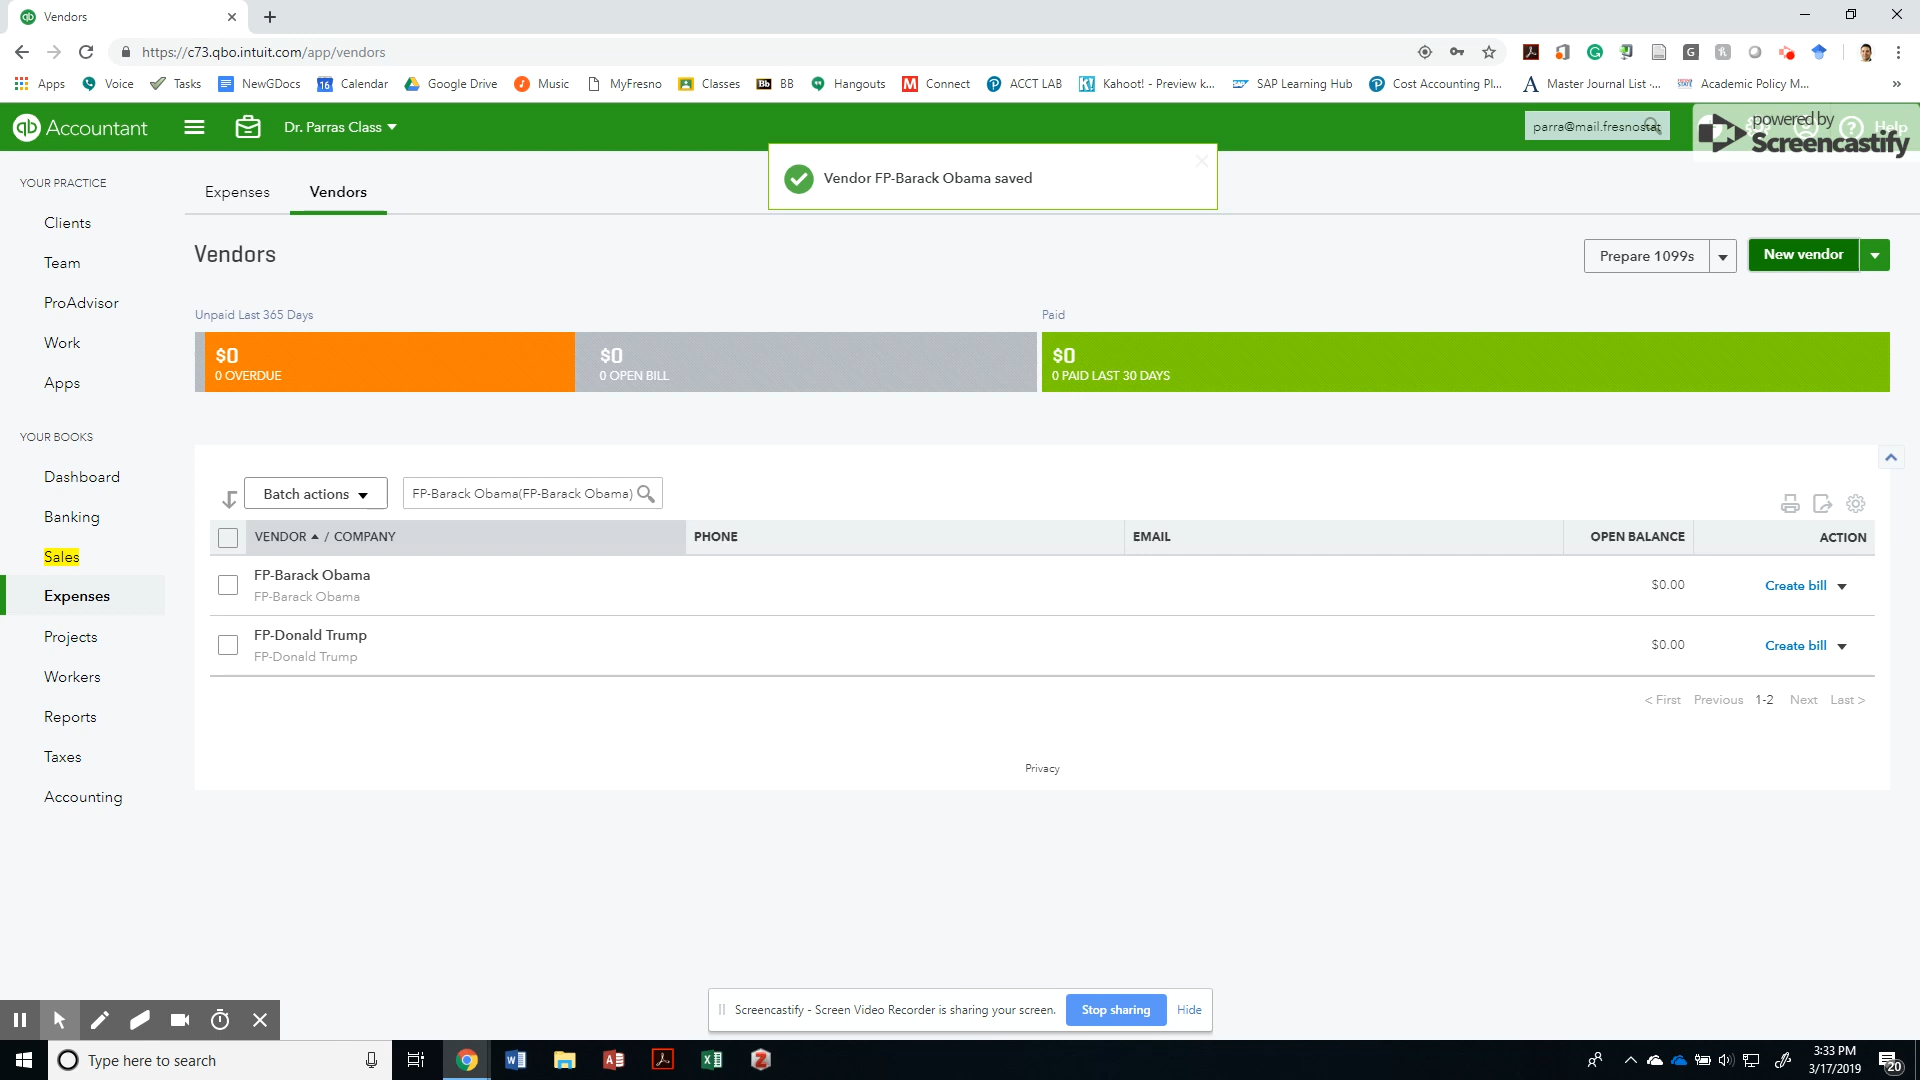 Vendors
https://c73.qbo.intuit.com/app/vendors
Apps Voice Tasks NewGDocs Calendar Google Drive Music MyFresno Classes BB Hangouts Connect ACCT LAB Kahoot! - Preview k... SAP Learning Hub Cost Accounting Pl... Master Journal List -... Academic Policy M...
qb Accountant Dr. Parras Class parra@mail.fresnostat Help
powered by
Screencastify
Vendor FP-Barack Obama saved
YOUR PRACTICE
Clients
Team
ProAdvisor
Work
Apps
YOUR BOOKS
Dashboard
Banking
Sales
Expenses
Projects
Workers
Reports
Taxes
Accounting
Expenses Vendors
Vendors
Prepare 1099s New vendor
Unpaid Last 365 Days Paid
$0 $0 $0
0 OVERDUE 0 OPEN BILL 0 PAID LAST 30 DAYS
Batch actions FP-Barack Obama(FP-Barack Obama)
VENDOR / COMPANY PHONE EMAIL OPEN BALANCE ACTION
FP-Barack Obama $0.00 Create bill
FP-Barack Obama
FP-Donald Trump $0.00 Create bill
FP-Donald Trump
< First Previous 1-2 Next Last >
Privacy
Screencastify - Screen Video Recorder is sharing your screen. Stop sharing Hide
Type here to search
3:33 PM
3/17/2019
20